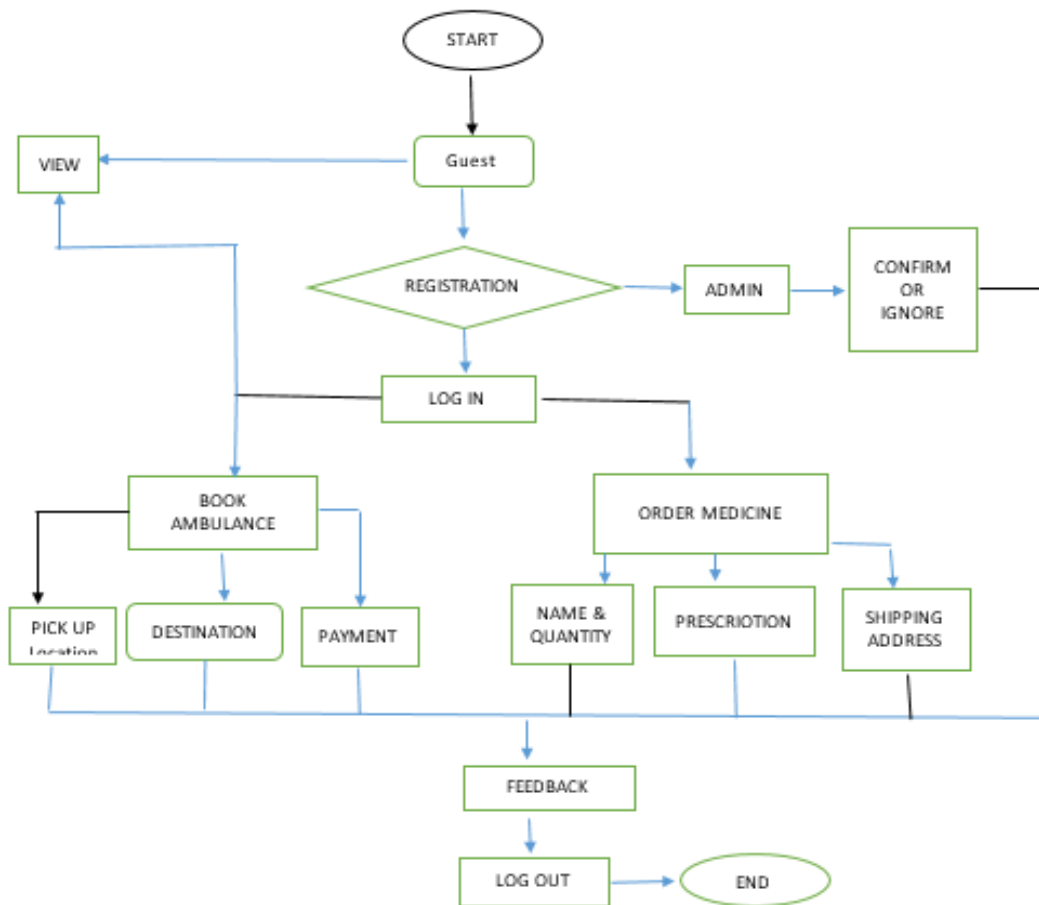 START
VIEW
Guest
REGISTRATION
ADMIN
CONFIRM
OR
IGNORE
LOG IN
BOOK
AMBULANCE
ORDER MEDICINE
PICK UP
Location
DESTINATION
PAYMENT
NAME &
QUANTITY
PRESCRIOTION
SHIPPING
ADDRESS
FEEDBACK
LOG OUT
END